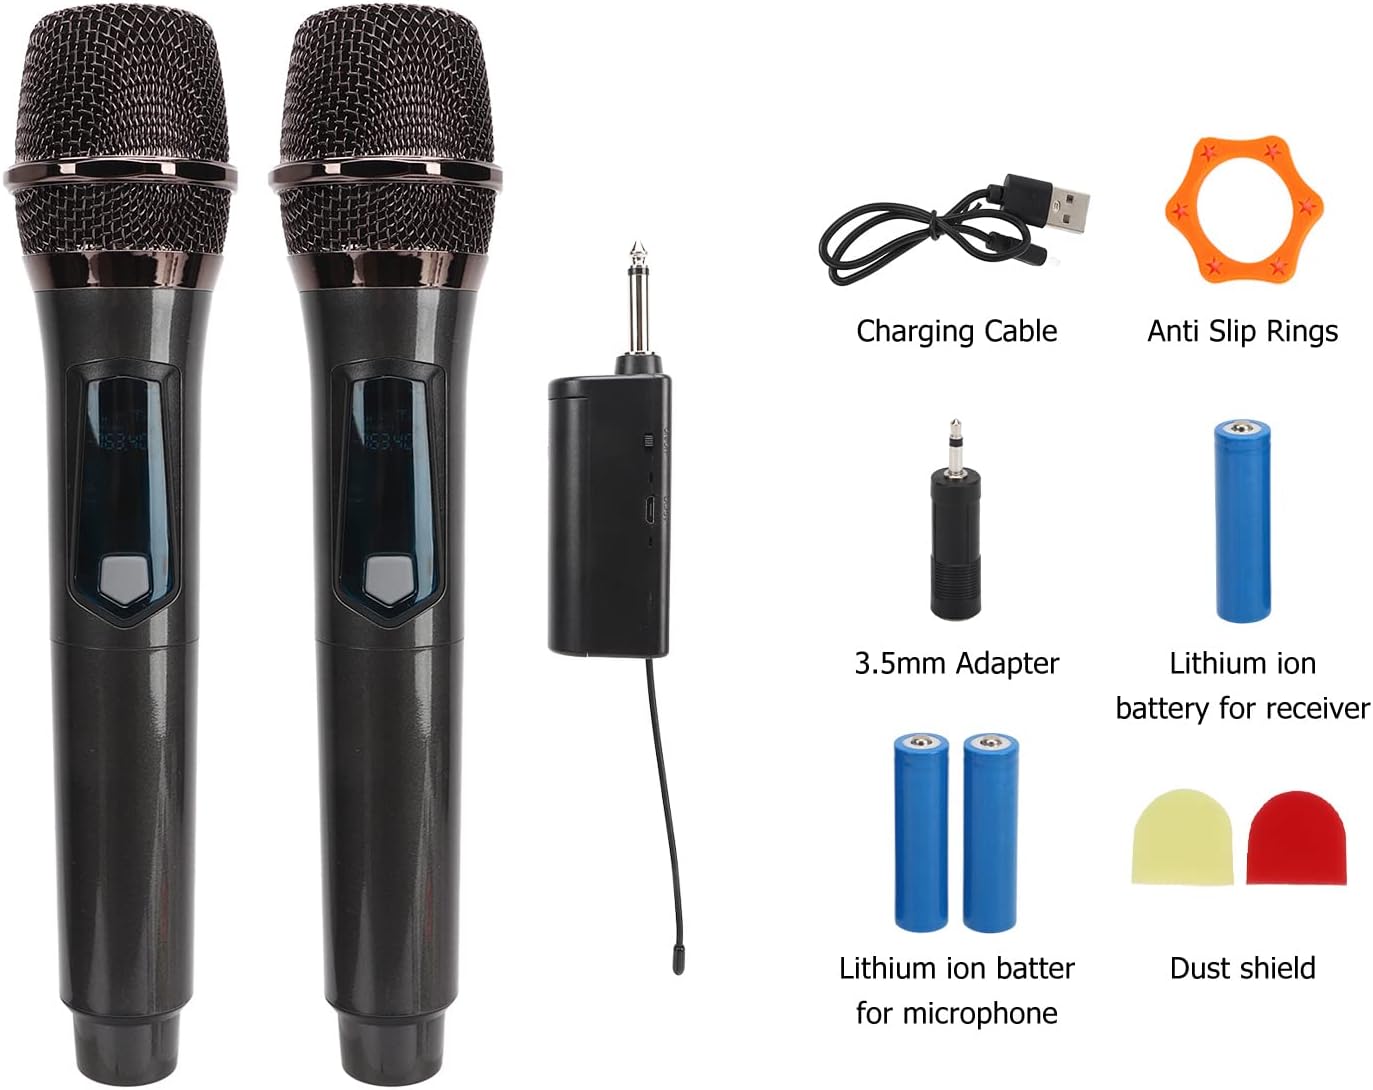 Charging Cable
Anti Slip Rings
3.5mm Adapter
Lithium ion
battery for receiver
Lithium ion batter
for microphone
Dust shield